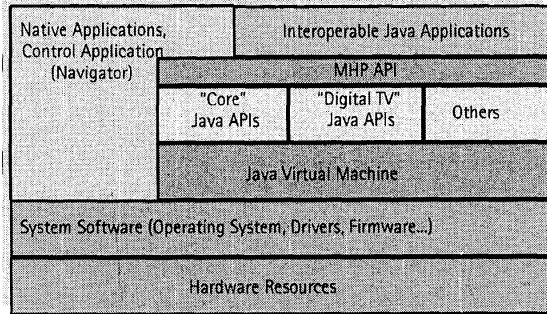 Native Applications,
Control Application
(Navigator)
Interoperable Java Applications
MHP API
"Core"
Java APIs
"Digital TV"
Java APIs
Others
Java Virtual Machine
System Software (Operating System, Drivers, Firmware...)
Hardware Resources